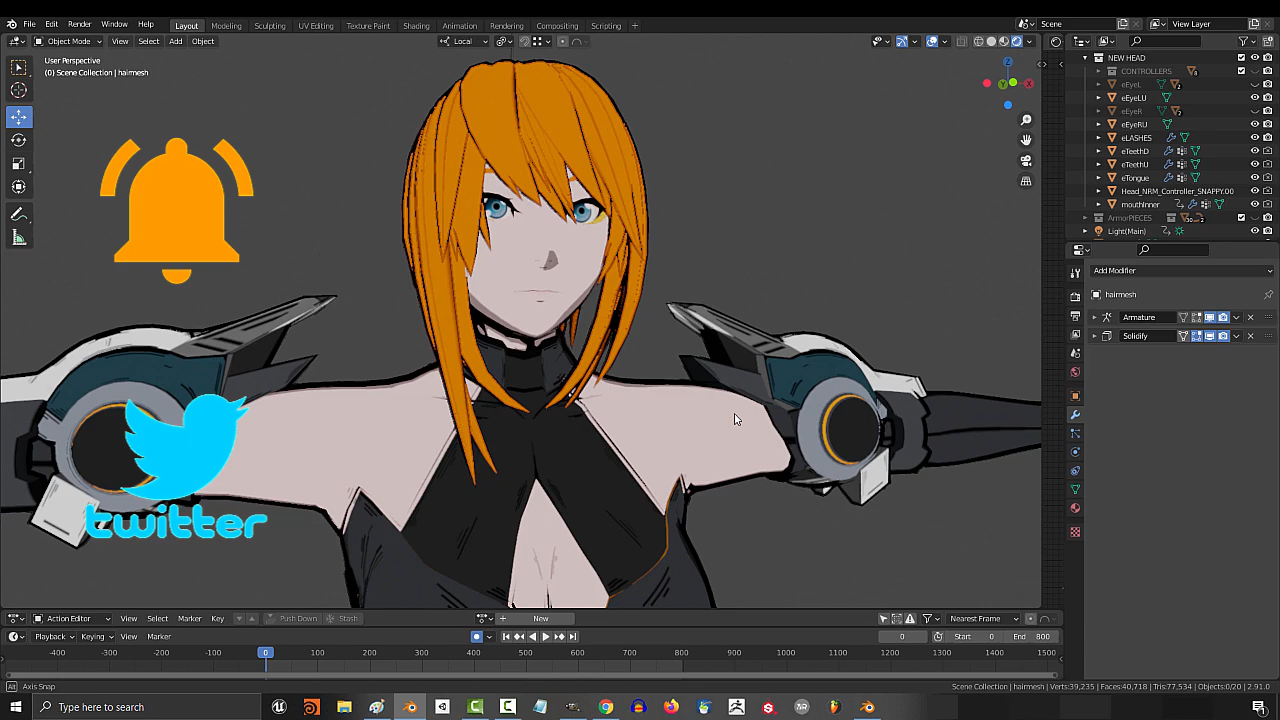 File Edit Render Window Help Layout Modeling Sculpting UV Editing Texture Paint Shading Animation Rendering Compositing Scripting + Scene View Layer
Object Mode View Select Add Object Local
User Perspective
(0) Scene Collection | hairmesh
NEW HEAD
CONTROLLERS
eEyeL
eEyeLU
eEyeR
eEyeRU
eLASHES
eTeethD
eTeethU
eTongue
Head_NRM_Controller_SNAPPY.00
mouthInner
ArmorPIECES
Light(Main)
Add Modifier
hairmesh
Armature
Solidify
twitter
Action Editor View Select Marker Key Push Down Stash New Nearest Frame
Playback Keying View Marker 0 Start 0 End 800
-400 -300 -200 -100 0 100 200 300 400 500 600 700 800 900 1000 1100 1200 1300 1400 1500
Axis Snap Scene Collection | hairmesh | Verts:39,235 | Faces:40,718 | Tris:77,534 | Objects:0/20 | 2.91.0
Type here to search